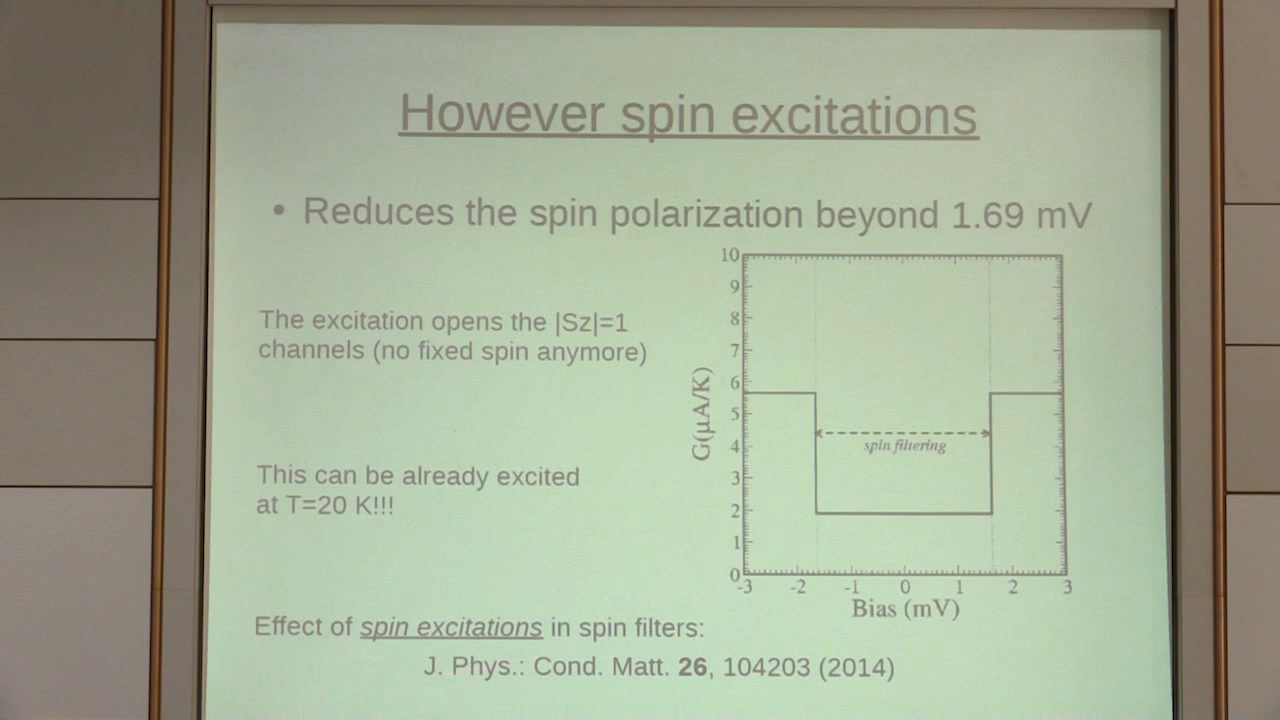 However spin excitations
• Reduces the spin polarization beyond 1.69 mV
The excitation opens the |Sz|=1
channels (no fixed spin anymore)
This can be already excited
at T=20 K!!!
G(µA/K)
10
9
8
7
6
5
4
3
2
1
0
spin filtering
-3 -2 -1 0 1 2 3
Bias (mV)
Effect of spin excitations in spin filters:
J. Phys.: Cond. Matt. 26, 104203 (2014)